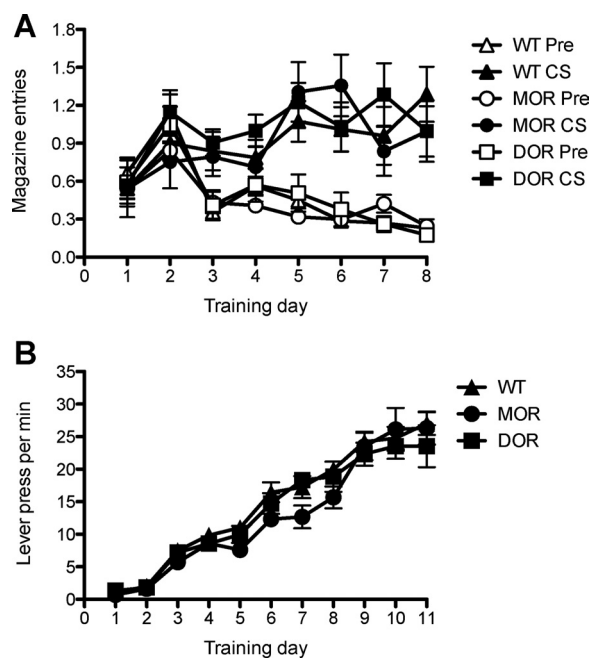 A
Magazine entries
1.8
1.5
1.2
0.9
0.6
0.3
0.0
0 1 2 3 4 5 6 7 8
Training day
WT Pre
WT CS
MOR Pre
MOR CS
DOR Pre
DOR CS
B
Lever press per min
35
30
25
20
15
10
5
0
0 1 2 3 4 5 6 7 8 9 10 11
Training day
WT
MOR
DOR